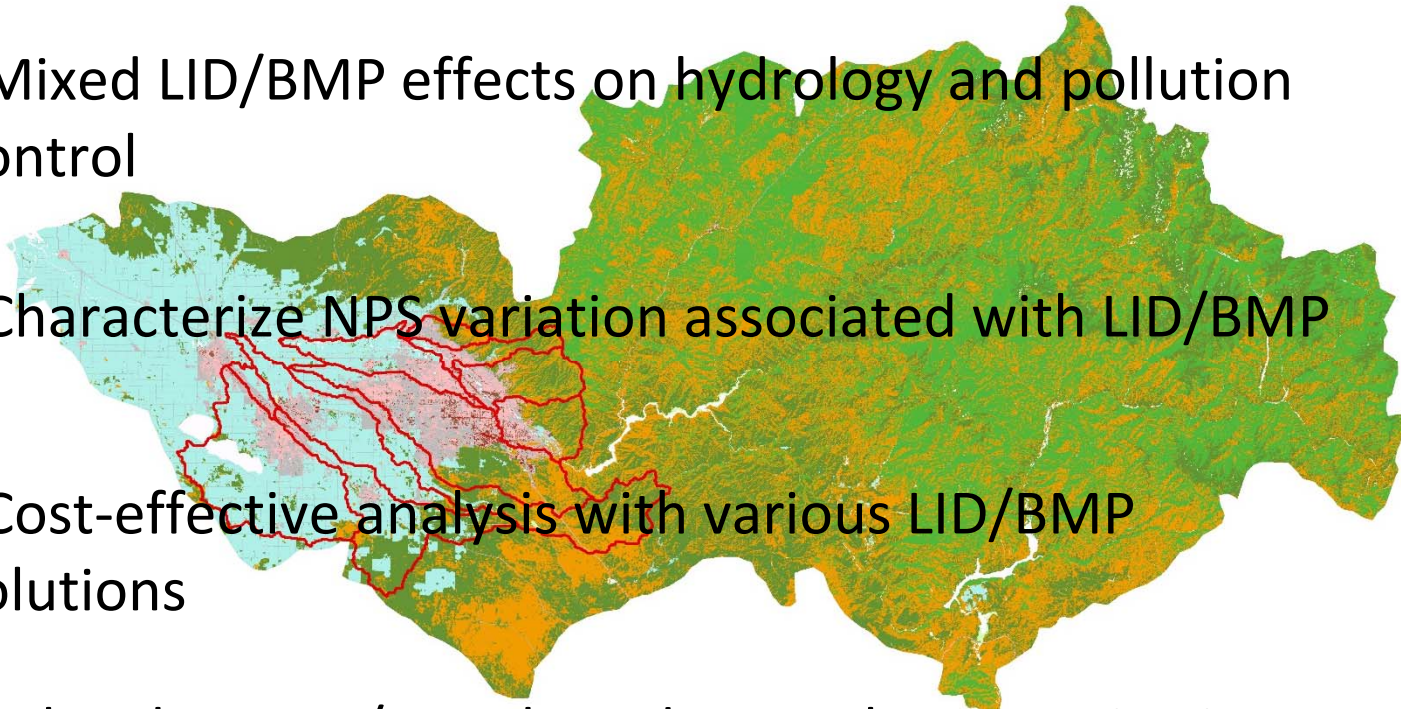 Mixed LID/BMP effects on hydrology and pollution
ontrol
Characterize NPS variation associated with LID/BMP
Cost-effective analysis with various LID/BMP
olutions